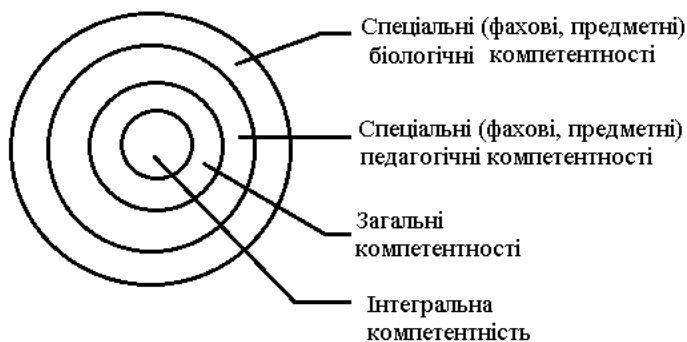 Спеціальні (фахові, предметні)
біологічні компетентності
Спеціальні (фахові, предметні)
педагогічні компетентності
Загальні
компетентності
Інтегральна
компетентність